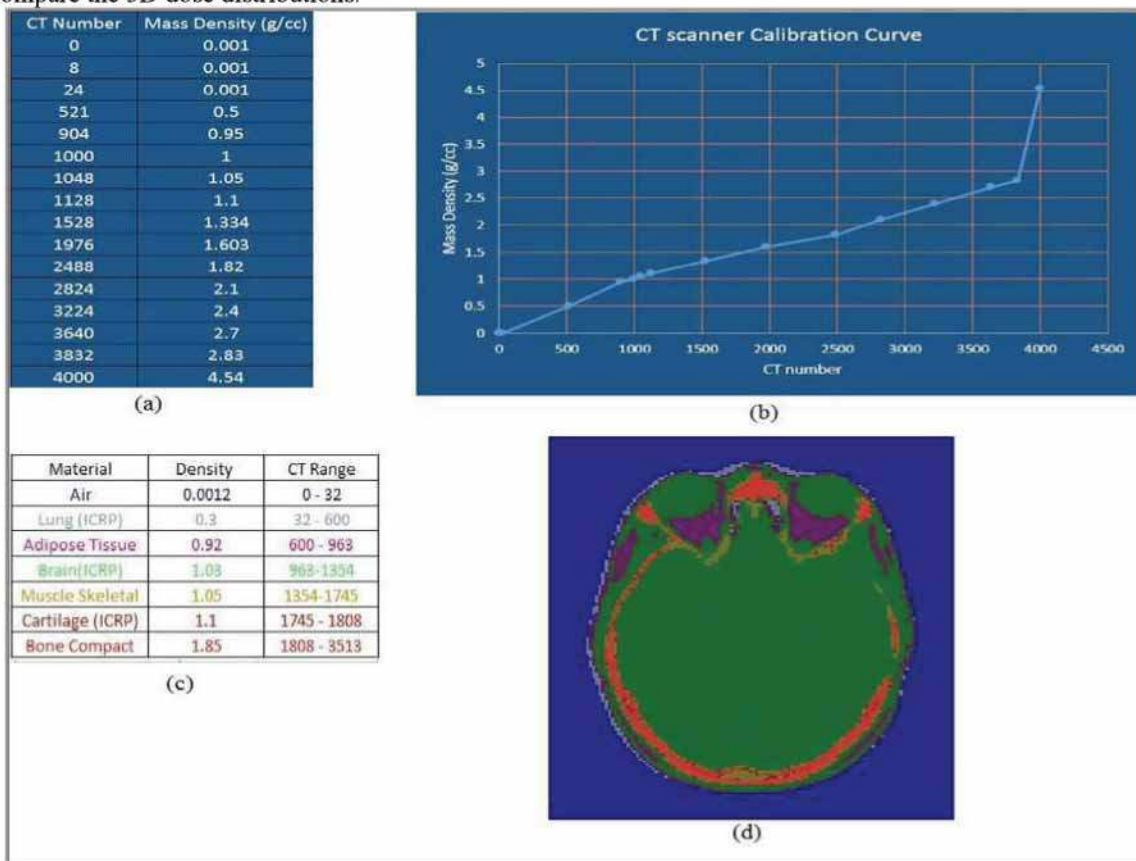 compare the 3D dose distributions.
CT Number Mass Density (g/cc)
0 0.001
8 0.001
24 0.001
521 0.5
904 0.95
1000 1
1048 1.05
1128 1.1
1528 1.334
1976 1.603
2488 1.82
2824 2.1
3224 2.4
3640 2.7
3832 2.83
4000 4.54
(a)
CT scanner Calibration Curve
Mass Density (g/cc)
5
4.5
4
3.5
3
2.5
2
1.5
1
0.5
0
0 500 1000 1500 2000 2500 3000 3500 4000 4500
CT number
(b)
Material Density CT Range
Air 0.0012 0 - 32
Lung (ICRP) 0.3 32 - 600
Adipose Tissue 0.92 600 - 963
Brain(ICRP) 1.03 963-1354
Muscle Skeletal 1.05 1354-1745
Cartilage (ICRP) 1.1 1745 - 1808
Bone Compact 1.85 1808 - 3513
(c)
(d)